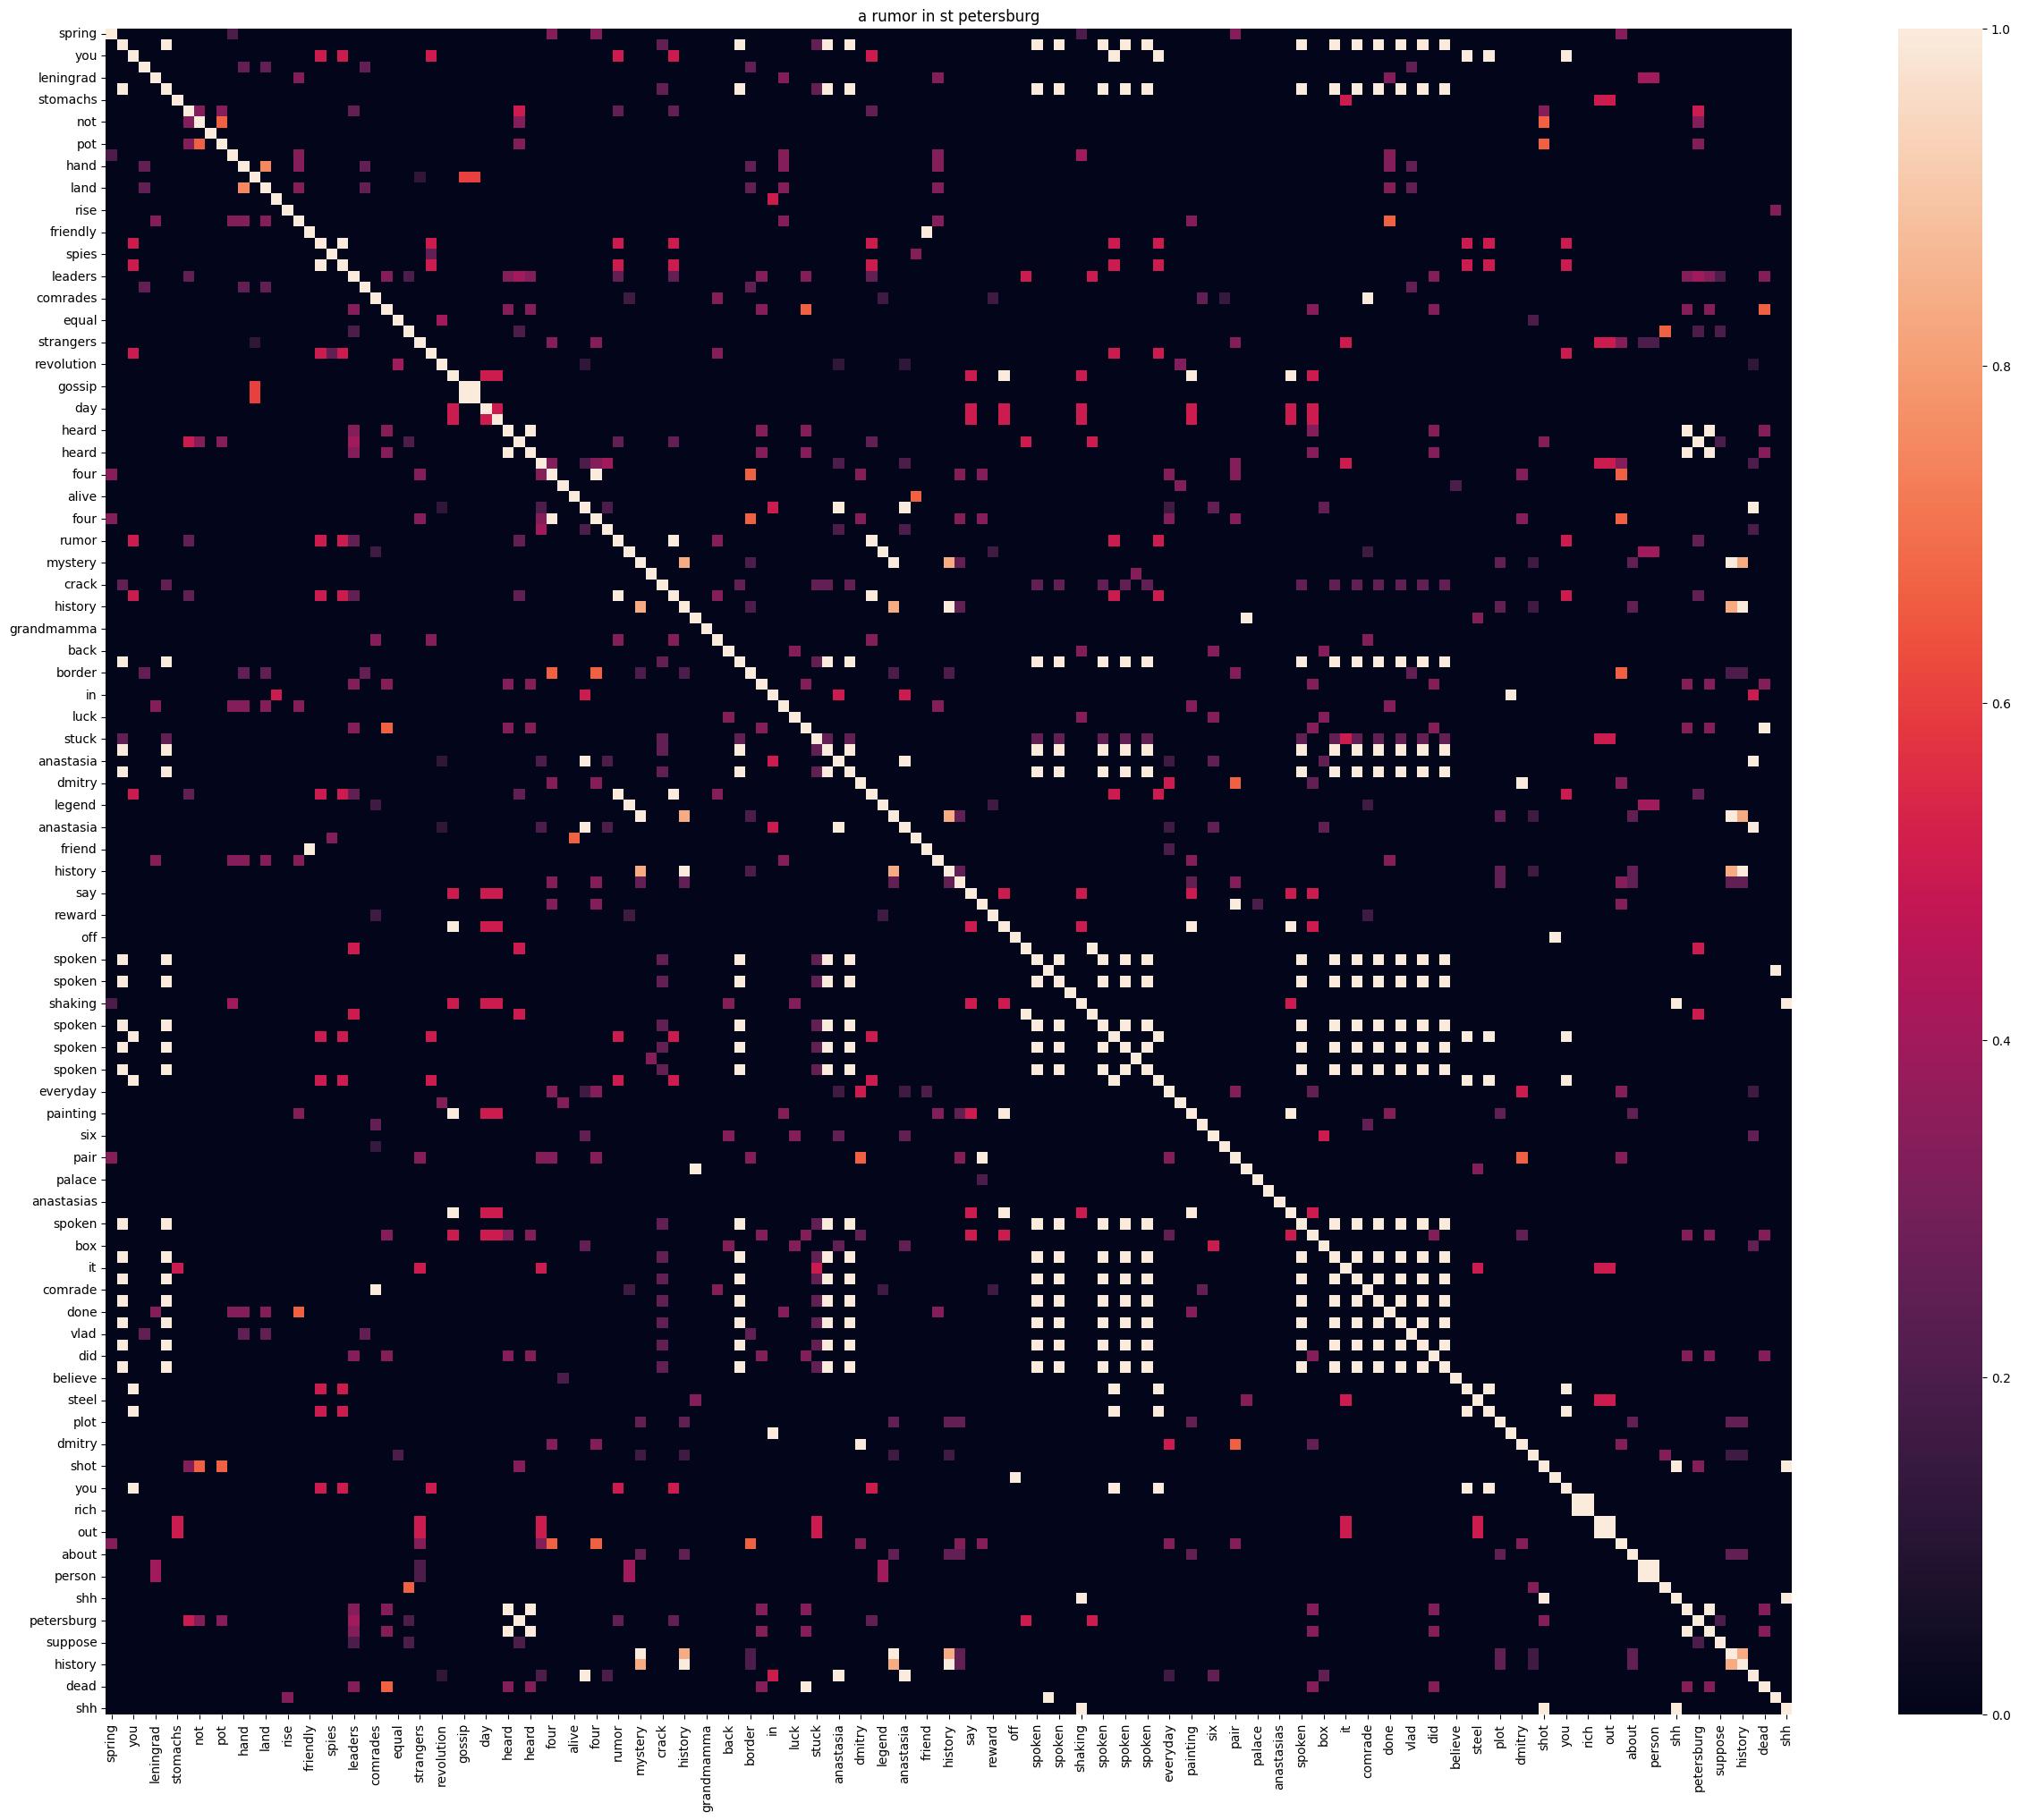 a rumor in st petersburg
spring
you
leningrad
stomachs
not
pot
hand
land
rise
friendly
spies
leaders
comrades
equal
strangers
revolution
gossip
day
heard
heard
four
alive
four
rumor
mystery
crack
history
grandmamma
back
border
in
luck
stuck
anastasia
dmitry
legend
anastasia
friend
history
say
reward
off
spoken
spoken
shaking
spoken
spoken
spoken
everyday
painting
six
pair
palace
anastasias
spoken
box
it
comrade
done
vlad
did
believe
steel
plot
dmitry
shot
you
rich
out
about
person
shh
petersburg
suppose
history
dead
shh
1.0
0.8
0.6
0.4
0.2
0.0
spring
you
leningrad
stomachs
not
pot
hand
land
rise
friendly
spies
leaders
comrades
equal
strangers
revolution
gossip
day
heard
heard
four
alive
four
rumor
mystery
crack
history
grandmamma
back
border
in
luck
stuck
anastasia
dmitry
legend
anastasia
friend
history
say
reward
off
spoken
spoken
shaking
spoken
spoken
spoken
everyday
painting
six
pair
palace
anastasias
spoken
box
it
comrade
done
vlad
did
believe
steel
plot
dmitry
shot
you
rich
out
about
person
shh
petersburg
suppose
history
dead
shh